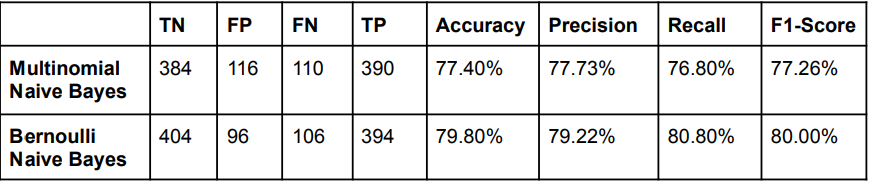 TN FP FN TP Accuracy Precision Recall F1-Score
Multinomial Naive Bayes 384 116 110 390 77.40% 77.73% 76.80% 77.26%
Bernoulli Naive Bayes 404 96 106 394 79.80% 79.22% 80.80% 80.00%